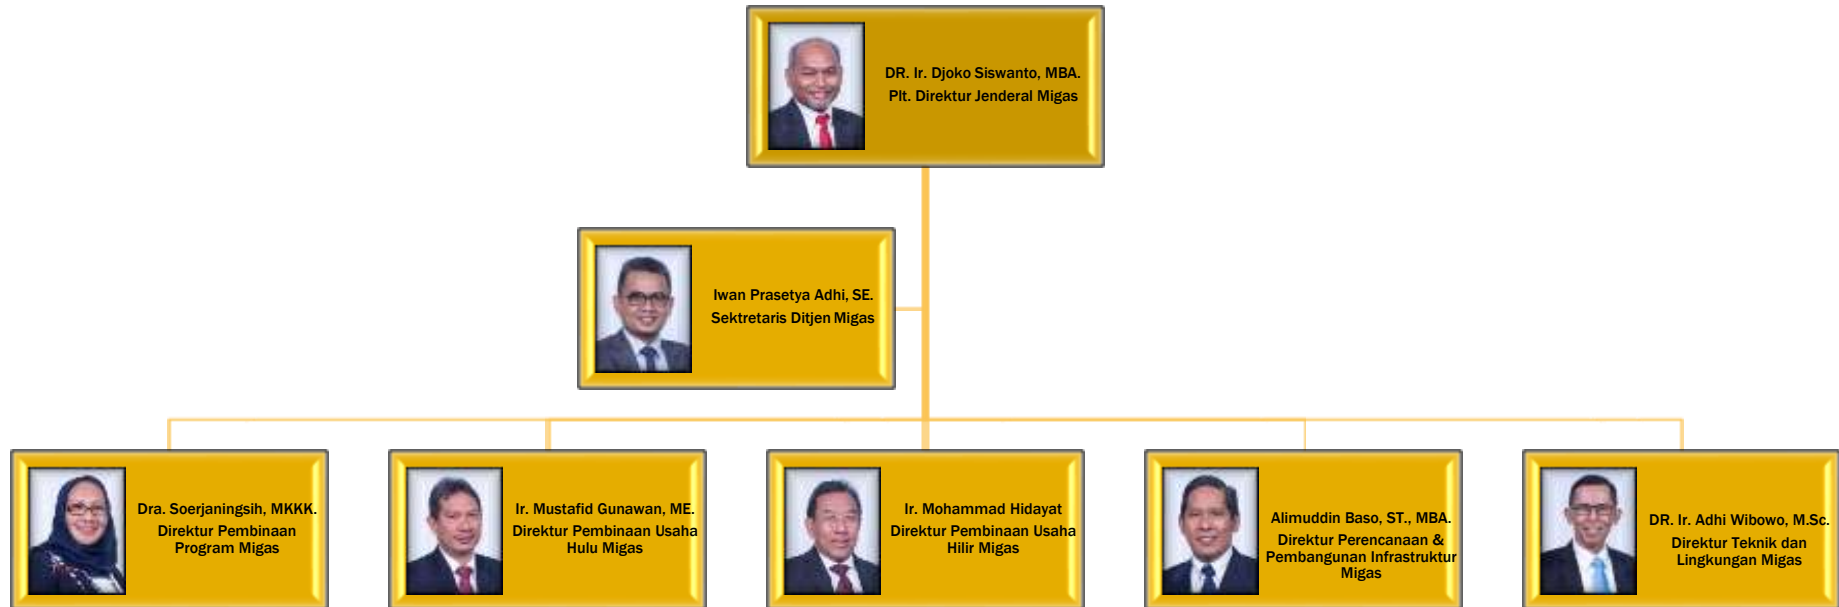 DR. Ir. Djoko Siswanto, MBA.
Plt. Direktur Jenderal Migas
Iwan Prasetya Adhi, SE.
Sektretaris Ditjen Migas
Dra. Soerjaningsih, MKKK.
Direktur Pembinaan
Program Migas
Ir. Mustafid Gunawan, ME.
Direktur Pembinaan Usaha
Hulu Migas
Ir. Mohammad Hidayat
Direktur Pembinaan Usaha
Hilir Migas
Alimuddin Baso, ST., MBA.
Direktur Perencanaan &
Pembangunan Infrastruktur
Migas
DR. Ir. Adhi Wibowo, M.Sc.
Direktur Teknik dan
Lingkungan Migas